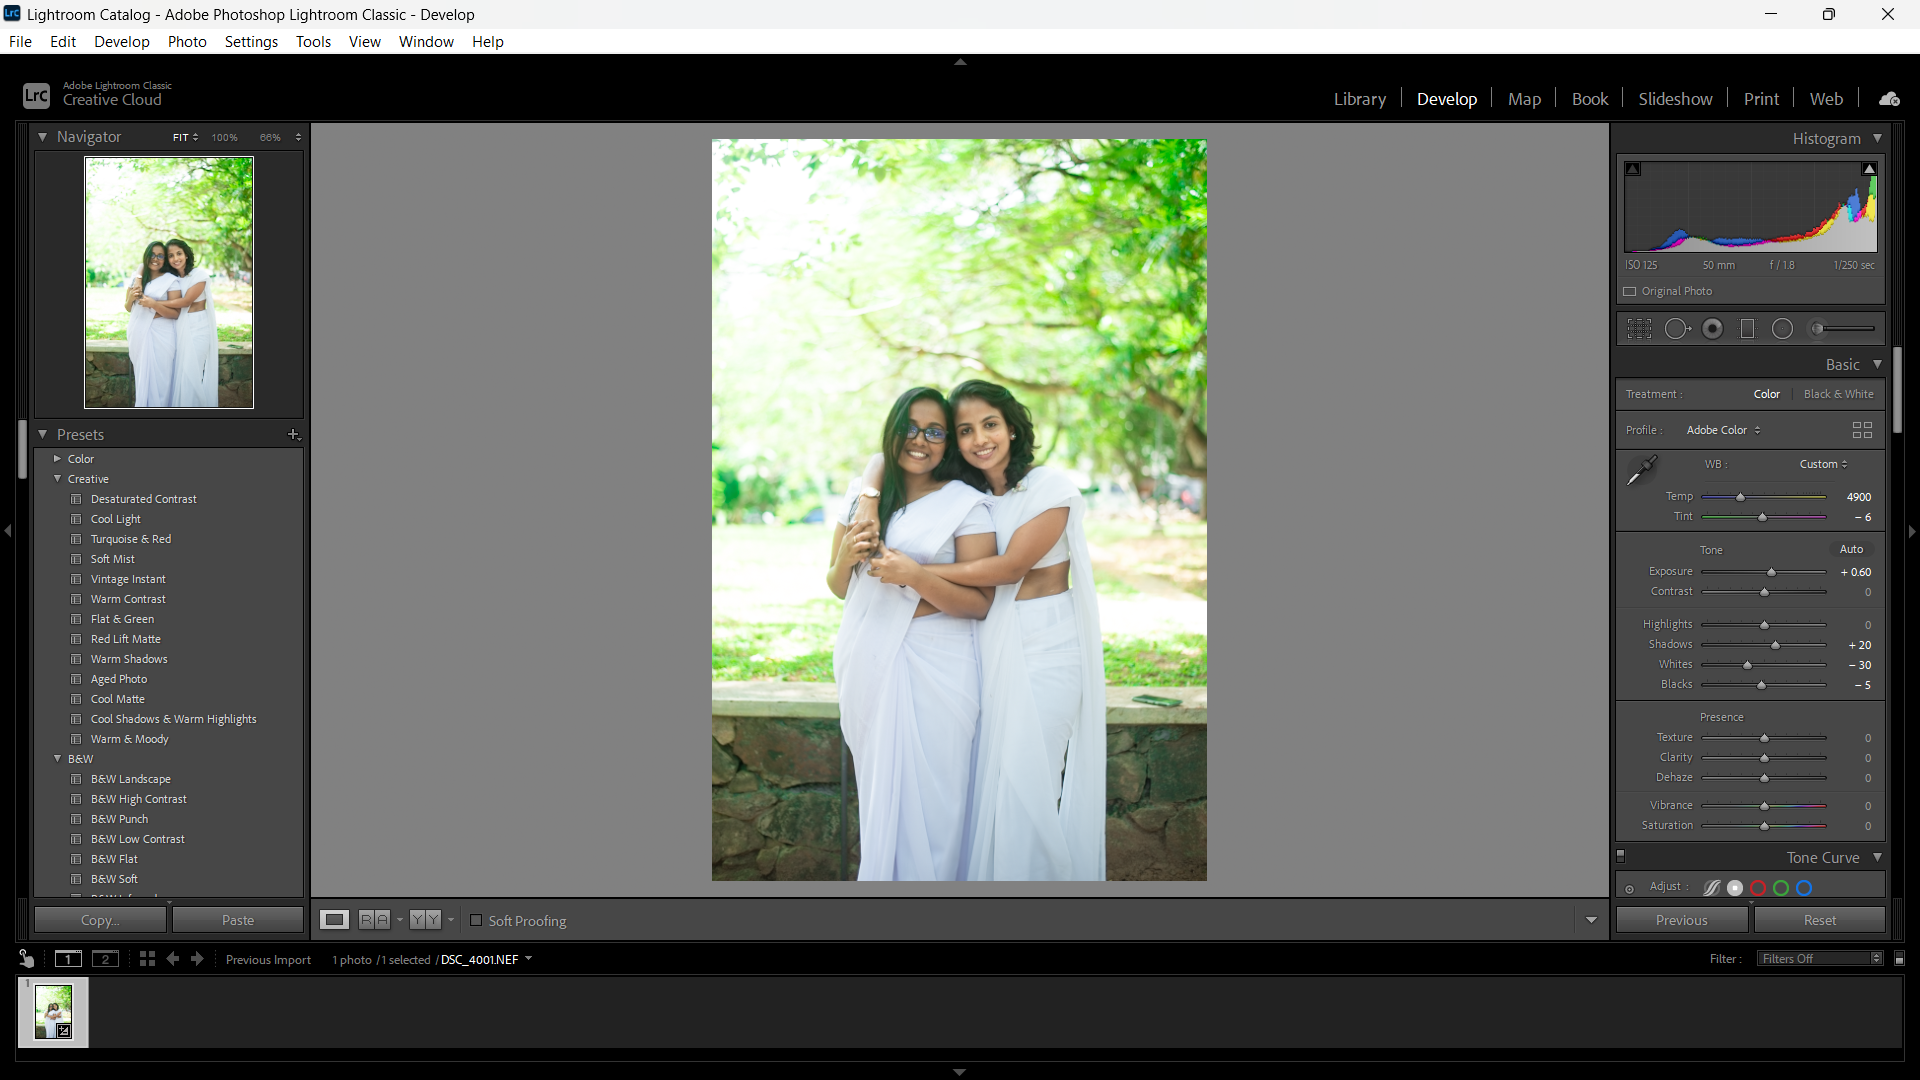 Lightroom Catalog - Adobe Photoshop Lightroom Classic - Develop
File Edit Develop Photo Settings Tools View Window Help
LrC
Adobe Lightroom Classic
Creative Cloud
Library Develop Map Book Slideshow Print Web
Navigator FIT 100% 66%
Presets
Color
Creative
Desaturated Contrast
Cool Light
Turquoise & Red
Soft Mist
Vintage Instant
Warm Contrast
Flat & Green
Red Lift Matte
Warm Shadows
Aged Photo
Cool Matte
Cool Shadows & Warm Highlights
Warm & Moody
B&W
B&W Landscape
B&W High Contrast
B&W Punch
B&W Low Contrast
B&W Flat
B&W Soft
Copy... Paste
RA YY Soft Proofing
Histogram
ISO 125 50 mm f / 1.8 1/250 sec
Original Photo
Basic
Treatment : Color Black & White
Profile : Adobe Color
WB : Custom
Temp 4900
Tint – 6
Tone Auto
Exposure + 0.60
Contrast 0
Highlights 0
Shadows + 20
Whites – 30
Blacks – 5
Presence
Texture 0
Clarity 0
Dehaze 0
Vibrance 0
Saturation 0
Tone Curve
Adjust :
Previous Reset
1 2 Previous Import 1 photo / 1 selected / DSC_4001.NEF
Filter : Filters Off
1